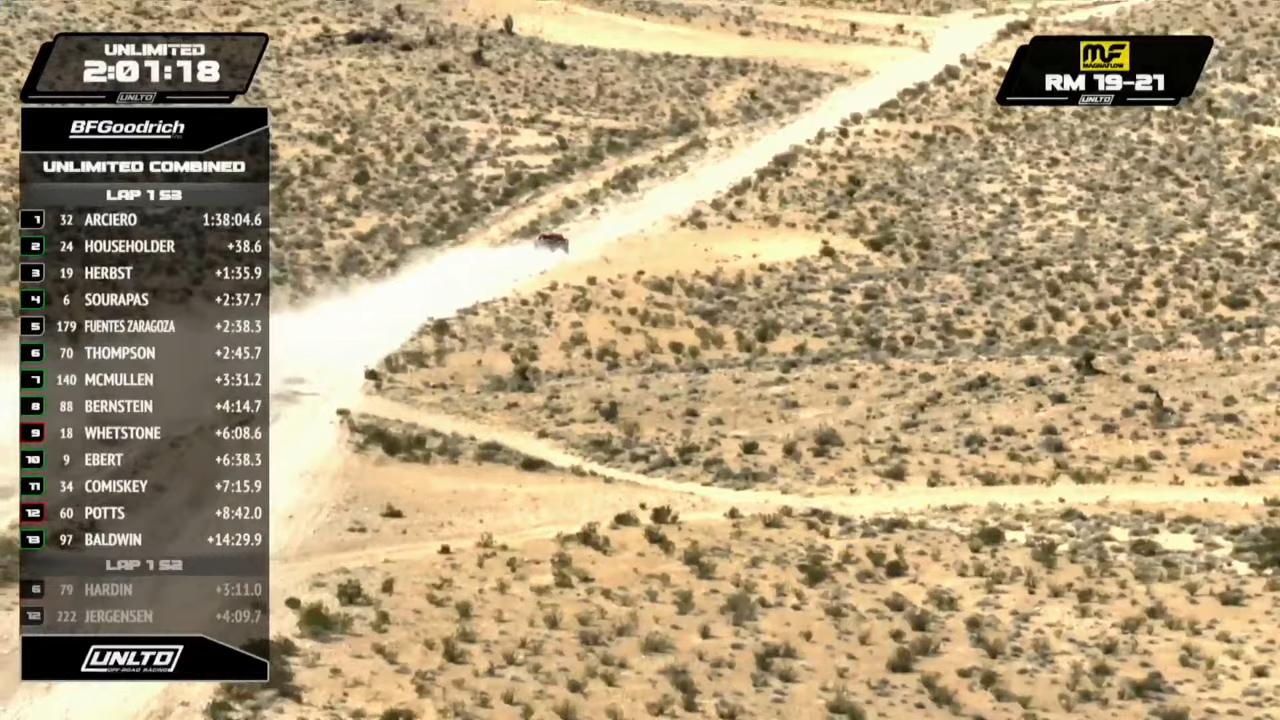 UNLIMITED
2:01:18
UNLTD
BFGoodrich
UNLIMITED COMBINED
LAP 1 S3
1 32 ARCIERO 1:38:04.6
2 24 HOUSEHOLDER +38.6
3 19 HERBST +1:35.9
4 6 SOURAPAS +2:37.7
5 179 FUENTES ZARAGOZA +2:38.3
6 70 THOMPSON +2:45.7
7 140 MCMULLEN +3:31.2
8 88 BERNSTEIN +4:14.7
9 18 WHETSTONE +6:08.6
10 9 EBERT +6:38.3
11 34 COMISKEY +7:15.9
12 60 POTTS +8:42.0
13 97 BALDWIN +14:29.9
LAP 1 S2
6 79 HARDIN +3:11.0
12 222 JERGENSEN +4:09.7
UNLTD
OFF-ROAD RACING
MF
MAGNAFLOW
RM 19-21
UNLTD